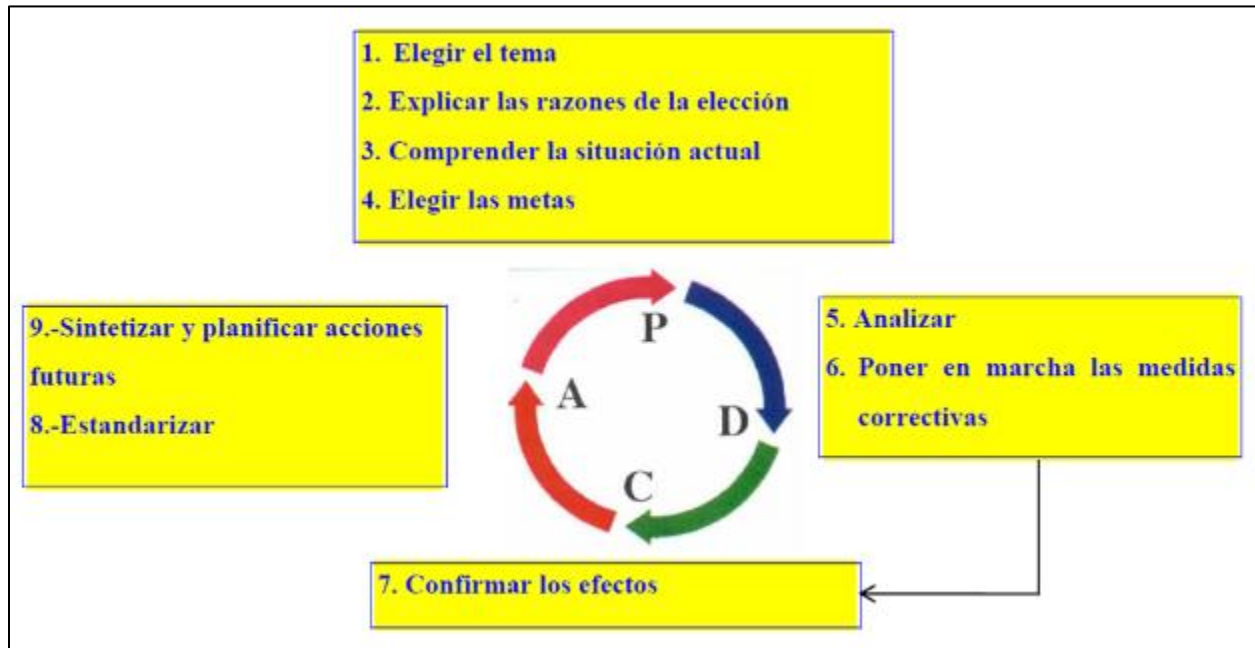 1. Elegir el tema
2. Explicar las razones de la elección
3. Comprender la situación actual
4. Elegir las metas
9.-Sintetizar y planificar acciones
futuras
8.-Estandarizar
P
A
D
C
5. Analizar
6. Poner en marcha las medidas
correctivas
7. Confirmar los efectos